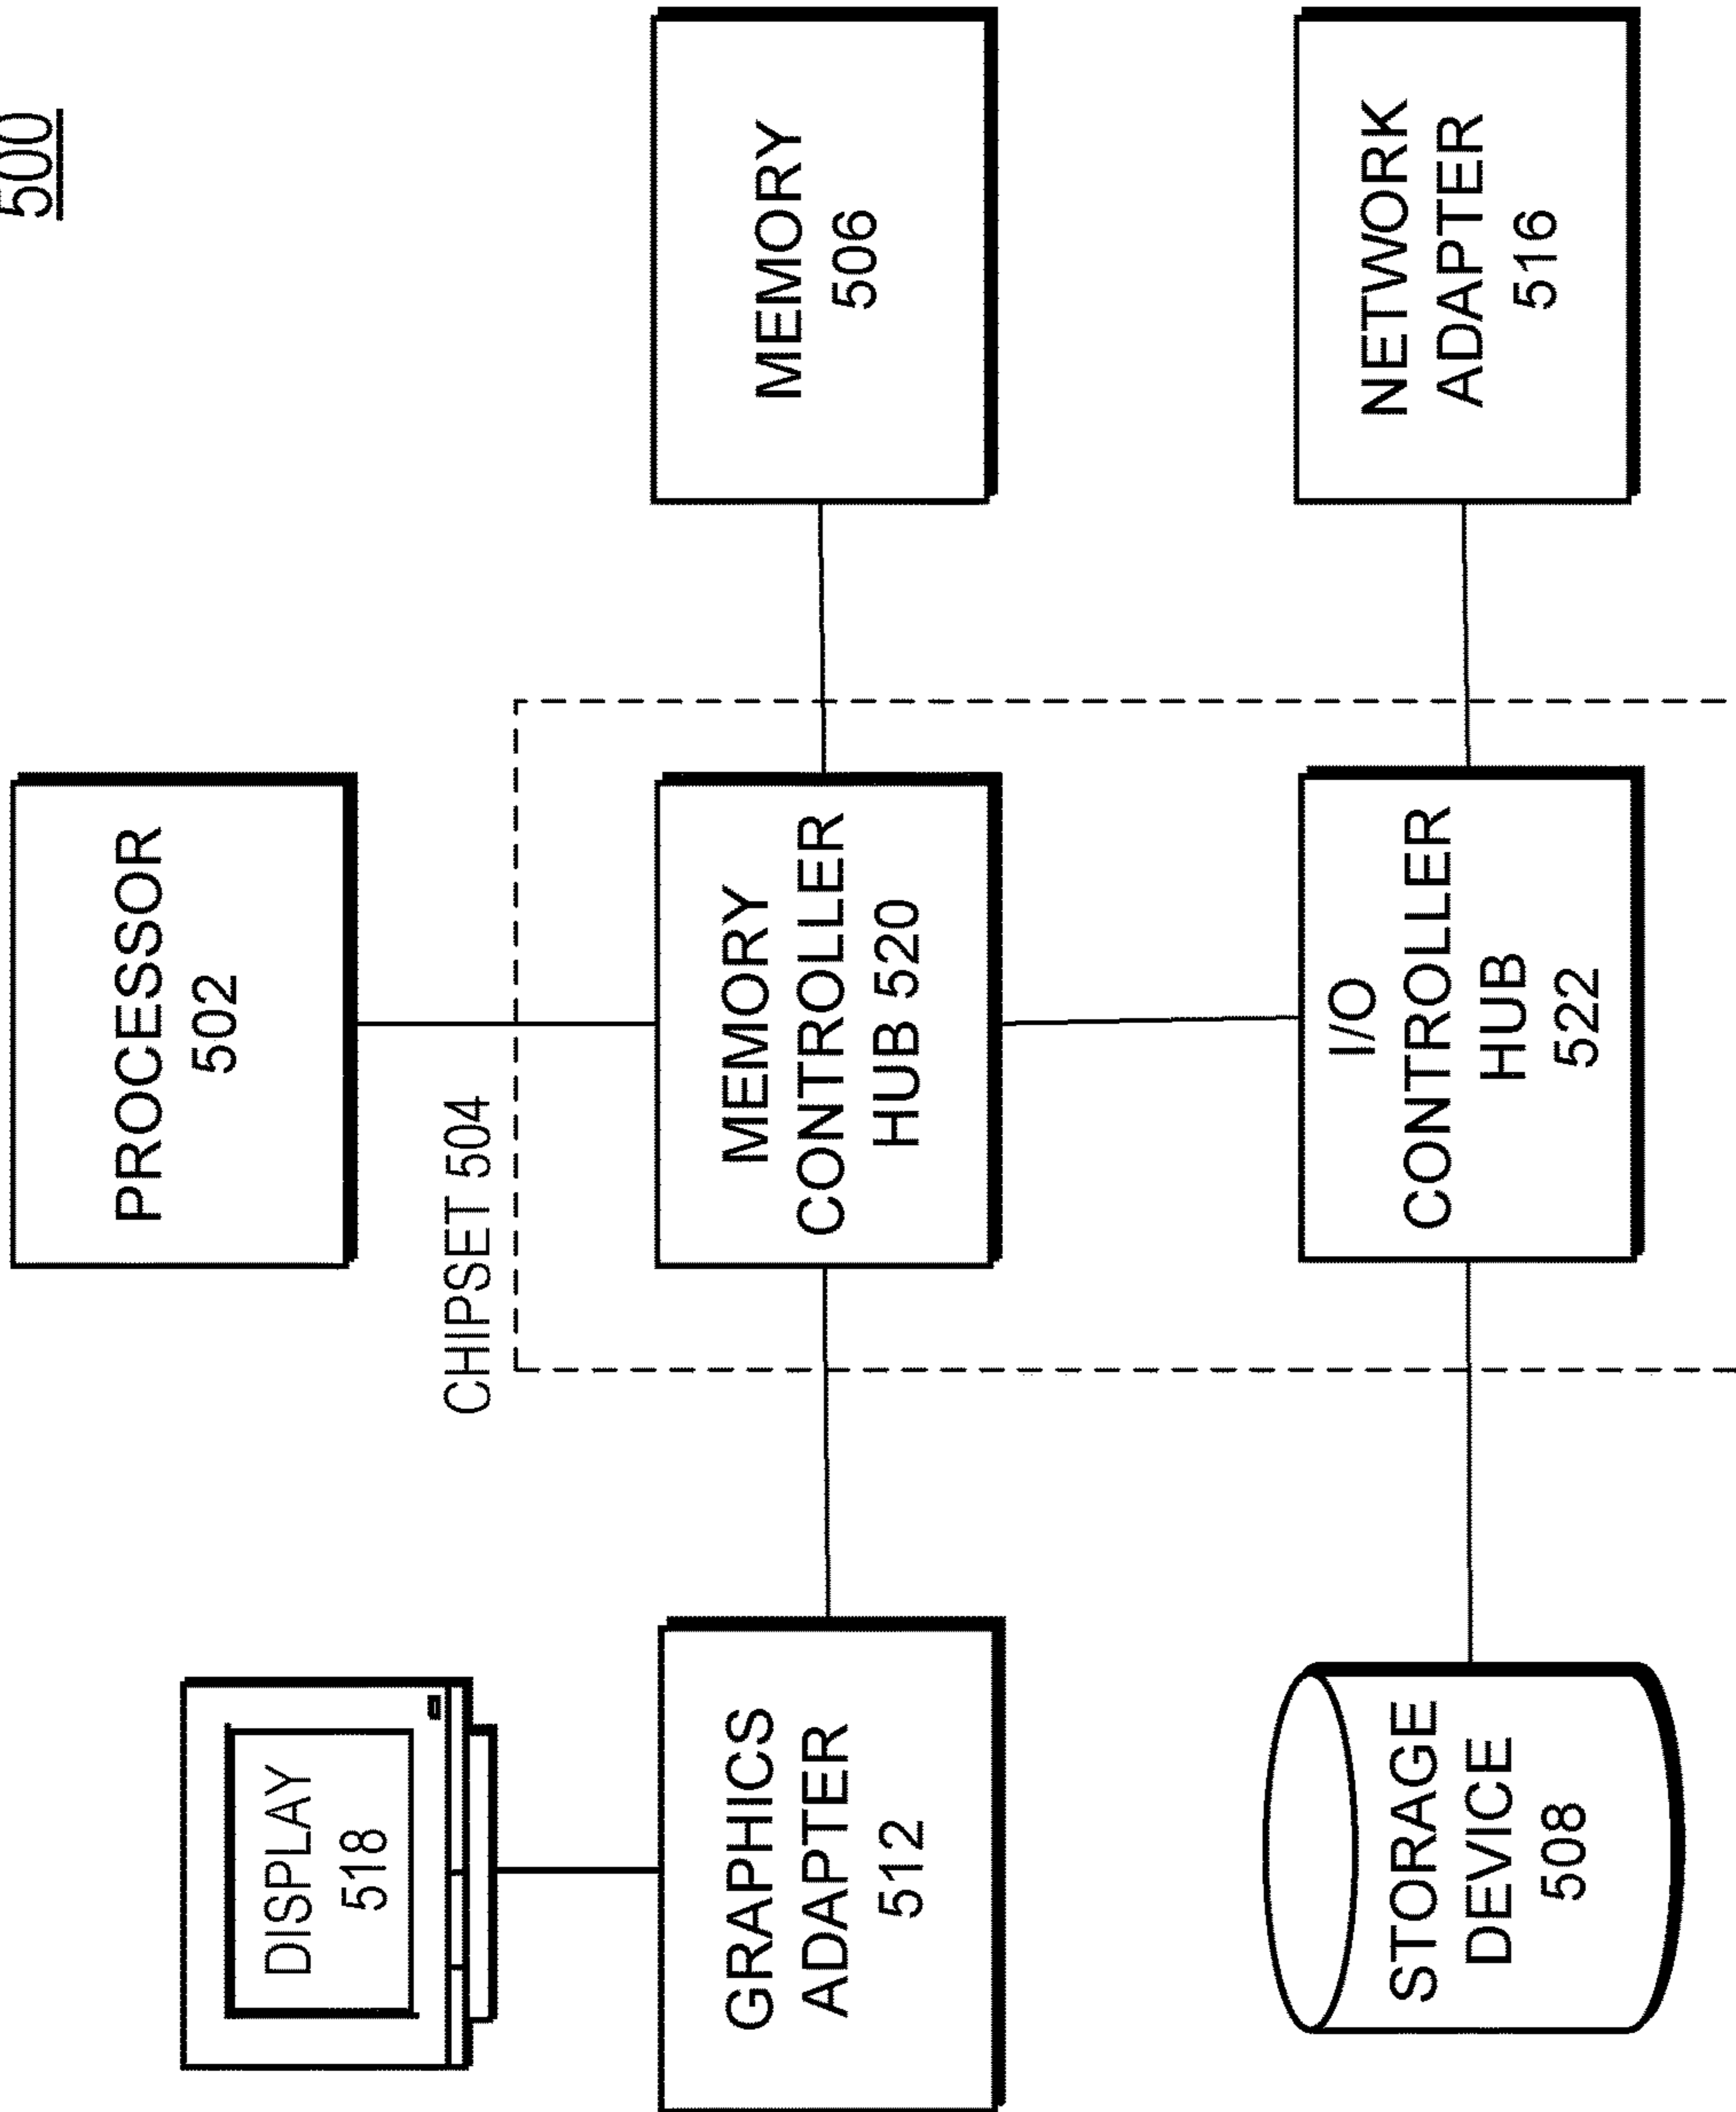 500
PROCESSOR
502
DISPLAY
518
CHIPSET 504
GRAPHICS
ADAPTER
512
MEMORY
CONTROLLER
HUB 520
MEMORY
506
STORAGE
DEVICE
508
I/O
CONTROLLER
HUB
522
NETWORK
ADAPTER
516